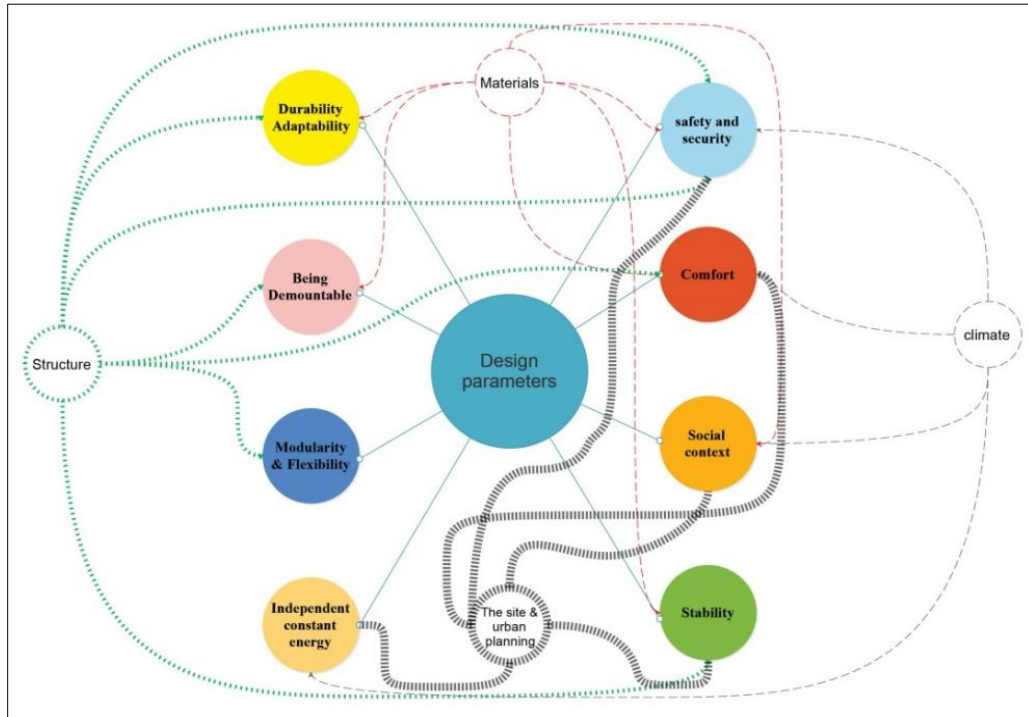 Materials
Durability
Adaptability
safety and
security
Being
Demountable
Comfort
Structure
Design
parameters
climate
Modularity
& Flexibility
Social
context
Independent
constant
energy
The site &
urban
planning
Stability